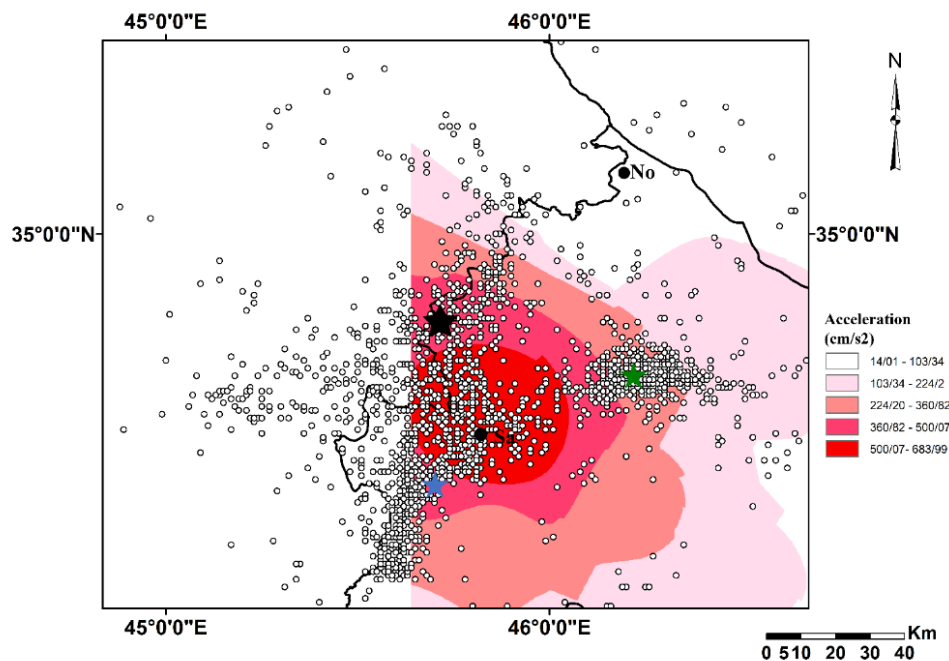 45°0'0"E 46°0'0"E
N
No
35°0'0"N 35°0'0"N
Acceleration
(cm/s2)
14/01 - 103/34
103/34 - 224/2
224/20 - 360/82
360/82 - 500/07
500/07- 683/99
Sa
45°0'0"E 46°0'0"E
Km
0 510 20 30 40